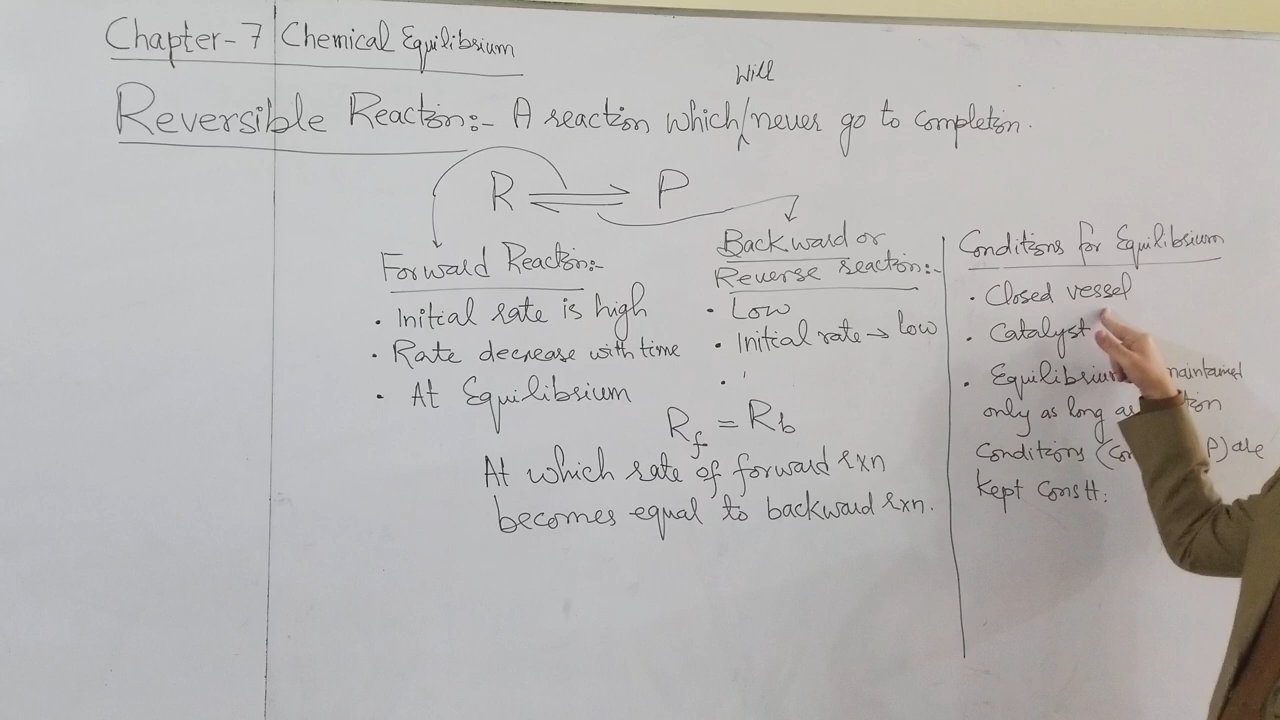 Chapter-7 Chemical Equilibrium
Will
Reversible Reaction:- A reaction which never go to completion.
R ⇌ P
Forward Reaction:-
• Initial rate is high
• Rate decrease with time
• At Equilibrium
Backward or
Reverse reaction:-
• Low
• Initial rate → low
•
Rf = Rb
At which rate of forward rxn
becomes equal to backward rxn.
Conditions for Equilibrium
• Closed vessel
• Catalyst
• Equilibrium maintained
only as long as
Conditions ( P) are
Kept Constt.